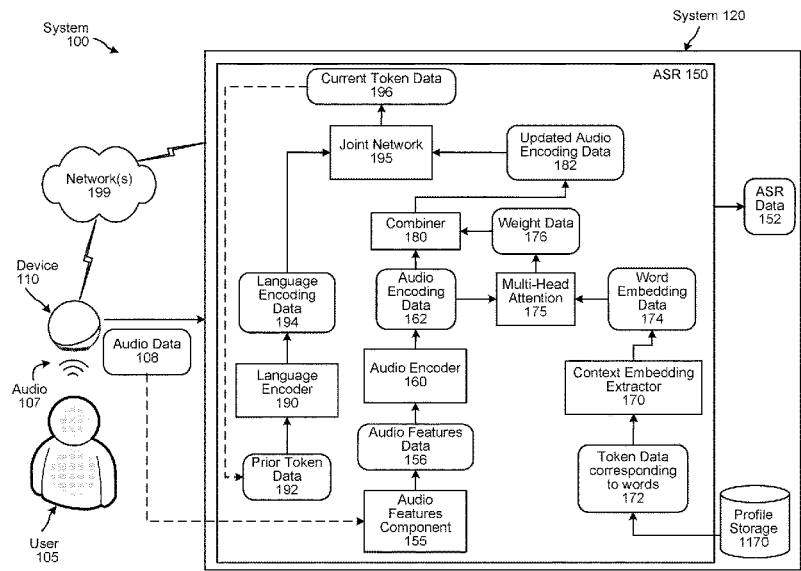 System
100
System 120
ASR 150
Current Token Data
196
Joint Network
195
Updated Audio
Encoding Data
182
Network(s)
199
ASR
Data
152
Combiner
180
Weight Data
176
Device
110
Language
Encoding
Data
194
Audio
Encoding
Data
162
Multi-Head
Attention
175
Word
Embedding
Data
174
Audio Data
108
Audio
107
Language
Encoder
190
Audio Encoder
160
Context Embedding
Extractor
170
Audio Features
Data
156
Prior Token
Data
192
Token Data
corresponding
to words
172
Audio
Features
Component
155
Profile
Storage
1170
User
105